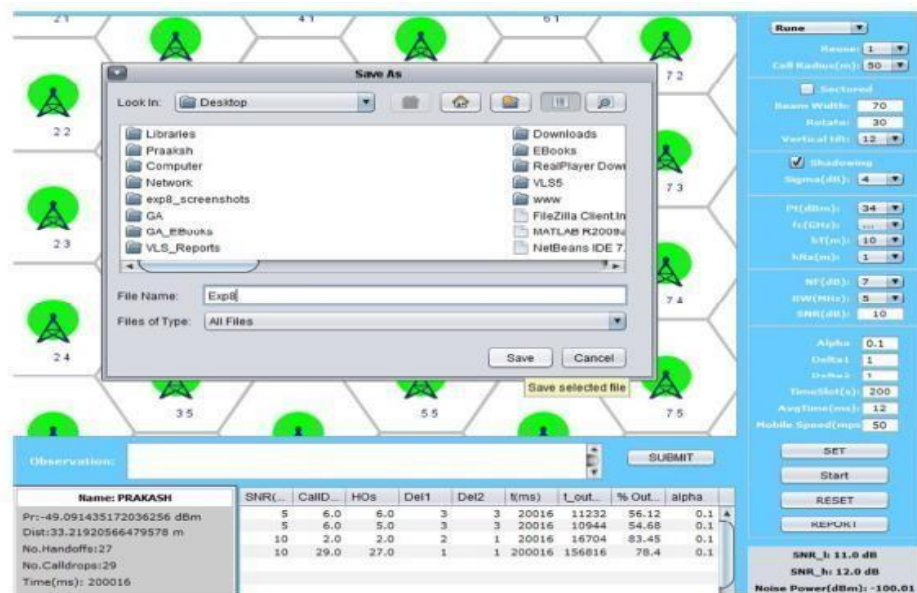 21
41
61
Rune
Reuse: 1
Cell Radius(m): 50
Save As
72
Look In: Desktop
Sectored
22
Libraries
Praaksh
Computer
Network
exp8_screenshots
GA
GA_EBooks
VLS_Reports
Downloads
EBooks
RealPlayer Down
VLS5
www
FileZilla Client.In
MATLAB R2009a
NetBeans IDE 7.
Beam Width: 70
Rotate: 30
Vertical tilt: 12
Shadowing
Sigma(dB): 4
73
23
Pt(dBm): 34
fc(GHz): ...
hT(m): 10
hRx(m): 1
File Name: Exp8
74
NF(dB): 7
BW(MHz): 5
SNR(dB): 10
Files of Type: All Files
24
Save
Cancel
Save selected file
Alpha 0.1
Delta1 1
Delta2 1
TimeSlot(s): 200
AvgTime(ms): 12
Mobile Speed(mps 50
35
55
75
Observation:
SUBMIT
SET
Start
RESET
REPORT
Name: PRAKASH
Pr:-49.091435172036256 dBm
Dist:33.21920566479578 m
No.Handoffs:27
No.Calldrops:29
Time(ms): 200016
SNR(... CallD... HOs Del1 Del2 t(ms) t_out... % Out... alpha
5 6.0 6.0 3 3 20016 11232 56.12 0.1
5 6.0 5.0 3 3 20016 10944 54.68 0.1
10 2.0 2.0 2 1 20016 16704 83.45 0.1
10 29.0 27.0 1 1 200016 156816 78.4 0.1
SNR_l: 11.0 dB
SNR_h: 12.0 dB
Noise Power(dBm): -100.01